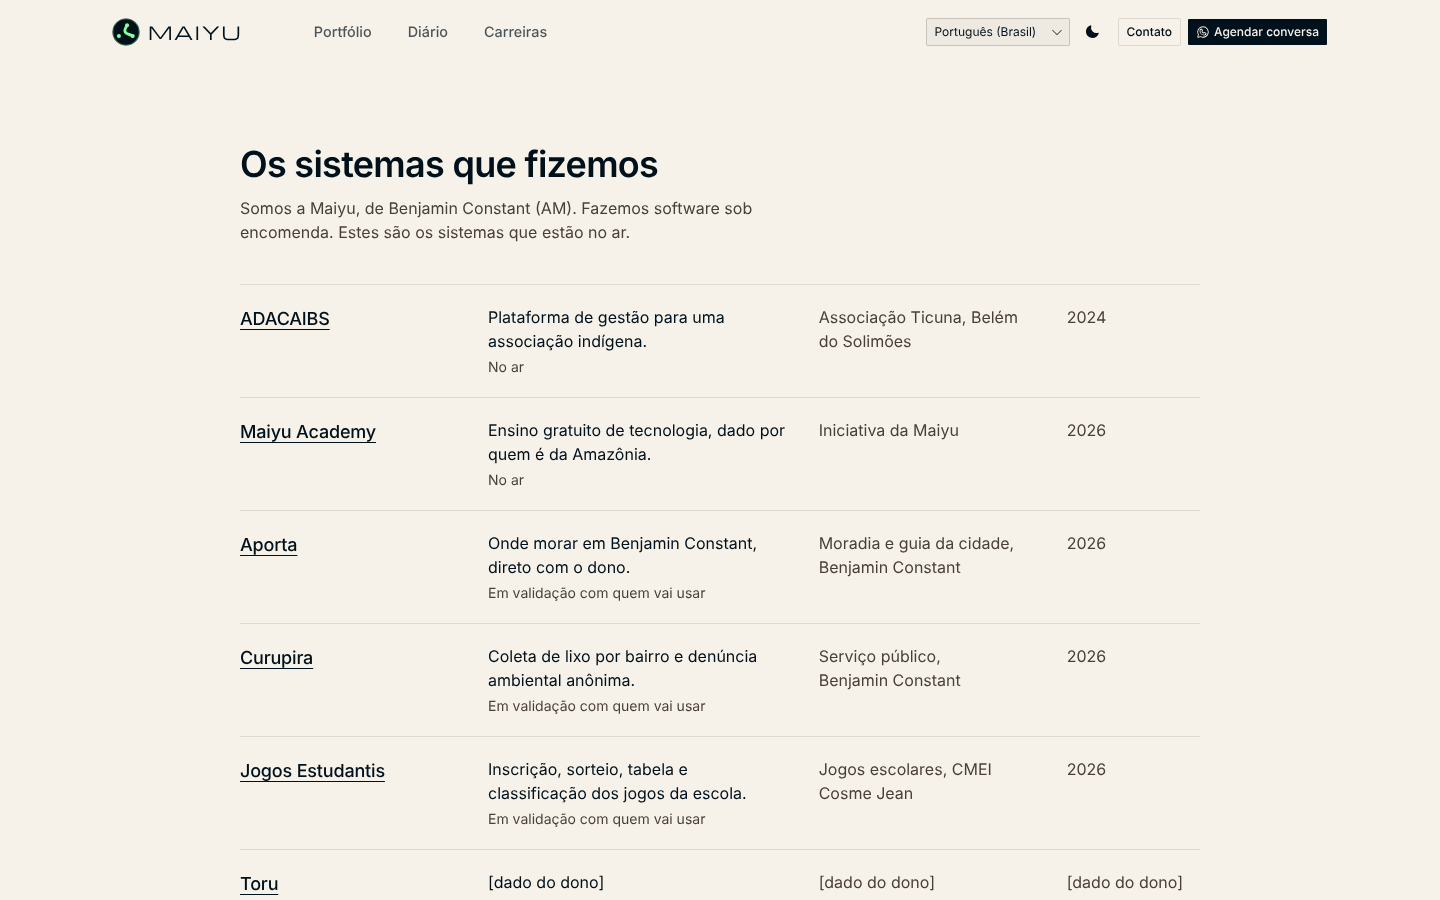 MAIYU
Portfólio
Diário
Carreiras
Português (Brasil)
Contato
Agendar conversa
Os sistemas que fizemos
Somos a Maiyu, de Benjamin Constant (AM). Fazemos software sob
encomenda. Estes são os sistemas que estão no ar.
ADACAIBS
Plataforma de gestão para uma
associação indígena.
No ar
Associação Ticuna, Belém
do Solimões
2024
Maiyu Academy
Ensino gratuito de tecnologia, dado por
quem é da Amazônia.
No ar
Iniciativa da Maiyu
2026
Aporta
Onde morar em Benjamin Constant,
direto com o dono.
Em validação com quem vai usar
Moradia e guia da cidade,
Benjamin Constant
2026
Curupira
Coleta de lixo por bairro e denúncia
ambiental anônima.
Em validação com quem vai usar
Serviço público,
Benjamin Constant
2026
Jogos Estudantis
Inscrição, sorteio, tabela e
classificação dos jogos da escola.
Em validação com quem vai usar
Jogos escolares, CMEI
Cosme Jean
2026
Toru
[dado do dono]
[dado do dono]
[dado do dono]